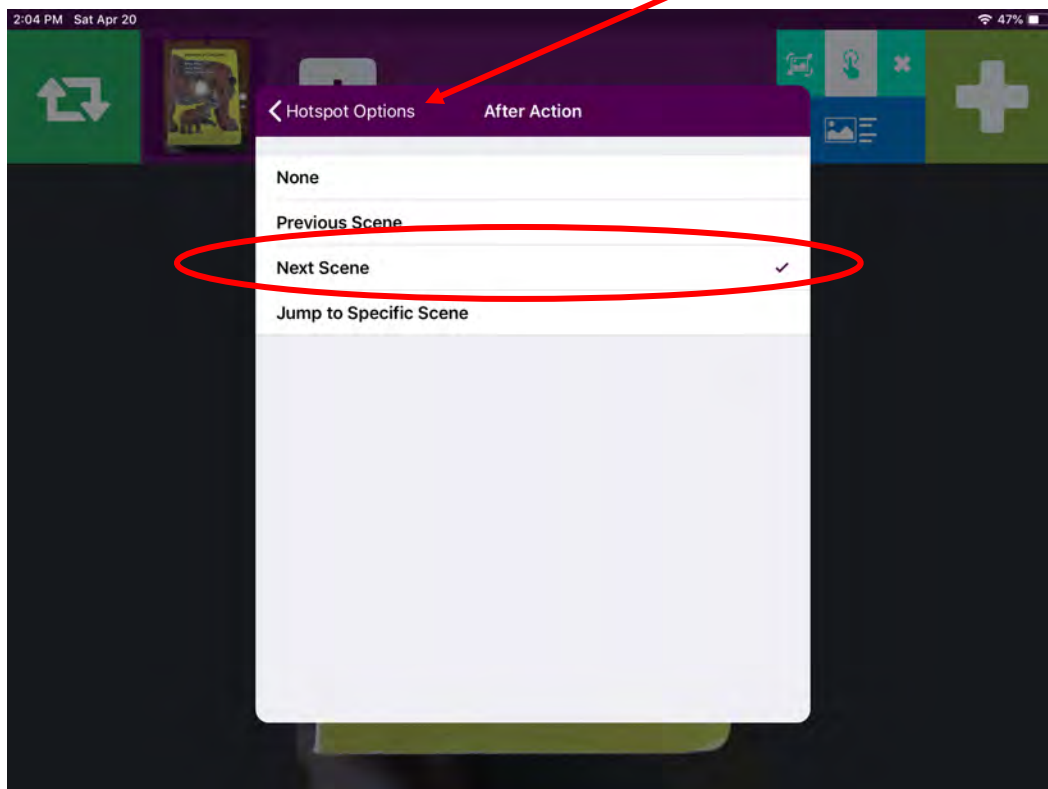 2:04 PM Sat Apr 20 47%
Hotspot Options After Action
None
Previous Scene
Next Scene
Jump to Specific Scene